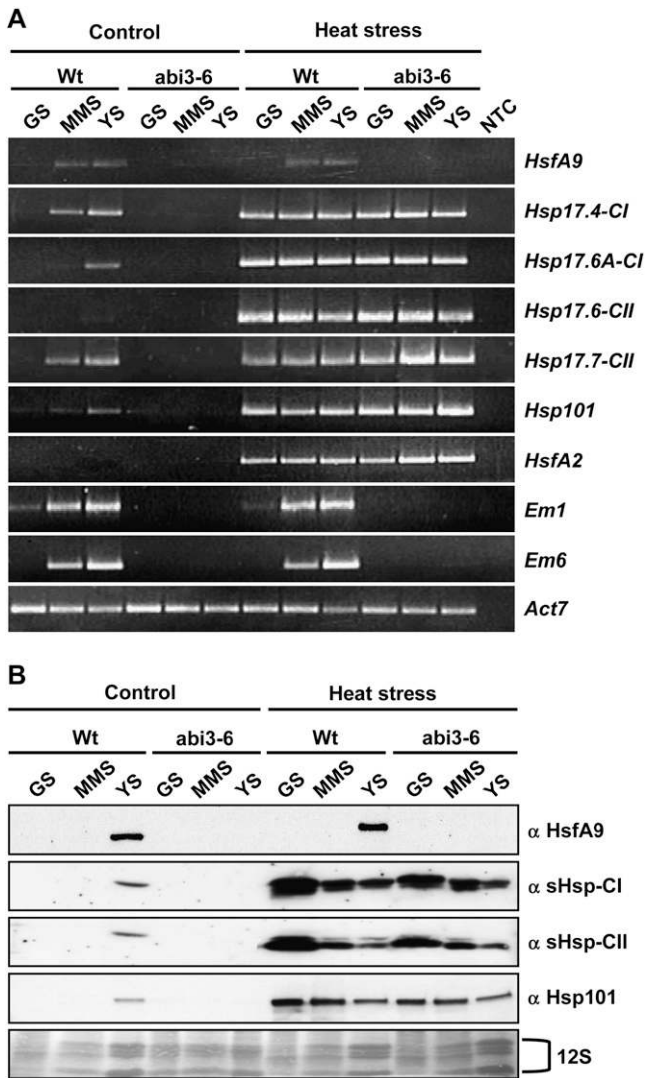 A
Control Heat stress
Wt abi3-6 Wt abi3-6
GS MMS YS GS MMS YS GS MMS YS GS MMS YS NTC
HsfA9
Hsp17.4-CI
Hsp17.6A-CI
Hsp17.6-CII
Hsp17.7-CII
Hsp101
HsfA2
Em1
Em6
Act7
B
Control Heat stress
Wt abi3-6 Wt abi3-6
GS MMS YS GS MMS YS GS MMS YS GS MMS YS
α HsfA9
α sHsp-CI
α sHsp-CII
α Hsp101
12S